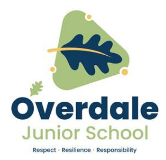 Overdale
Junior School
Respect · Resilience · Responsibility